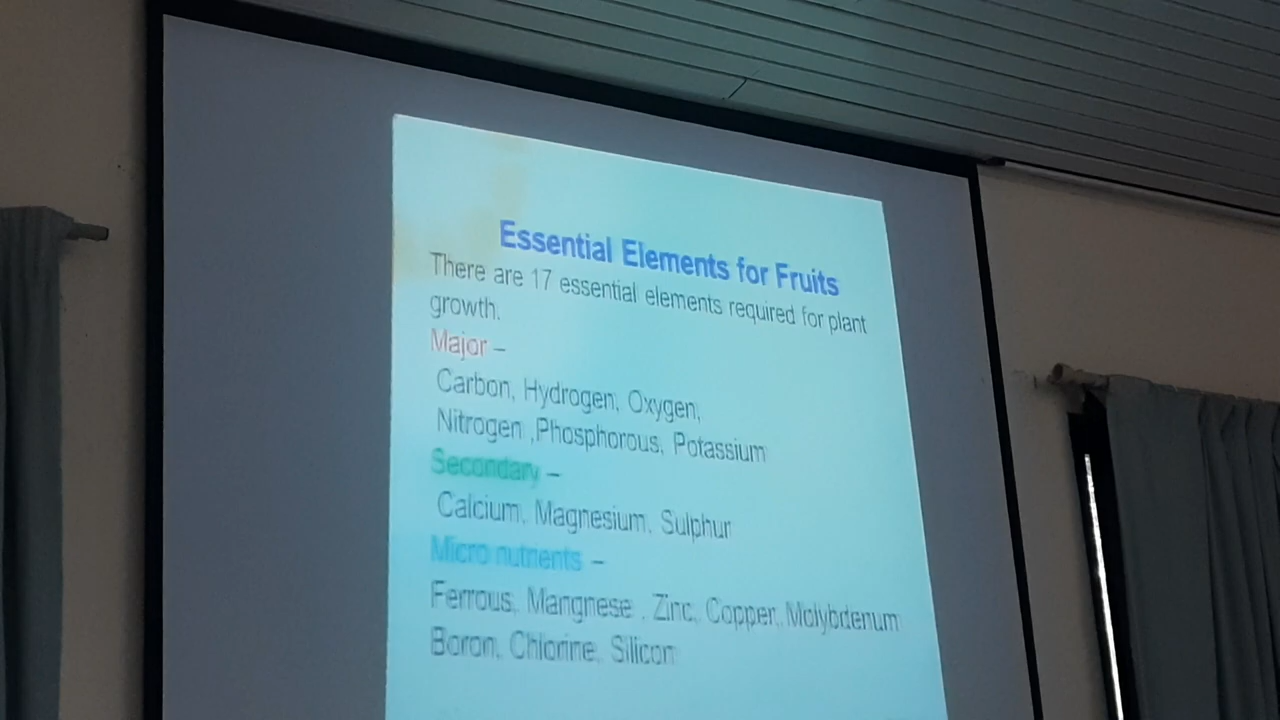 Essential Elements for Fruits
There are 17 essential elements required for plant
growth.
Major –
Carbon, Hydrogen, Oxygen,
Nitrogen ,Phosphorous, Potassium
Secondary –
Calcium, Magnesium, Sulphur
Micro nutrients –
Ferrous, Mangnese , Zinc, Copper, Molybdenum
Boron, Chlorine, Silicon